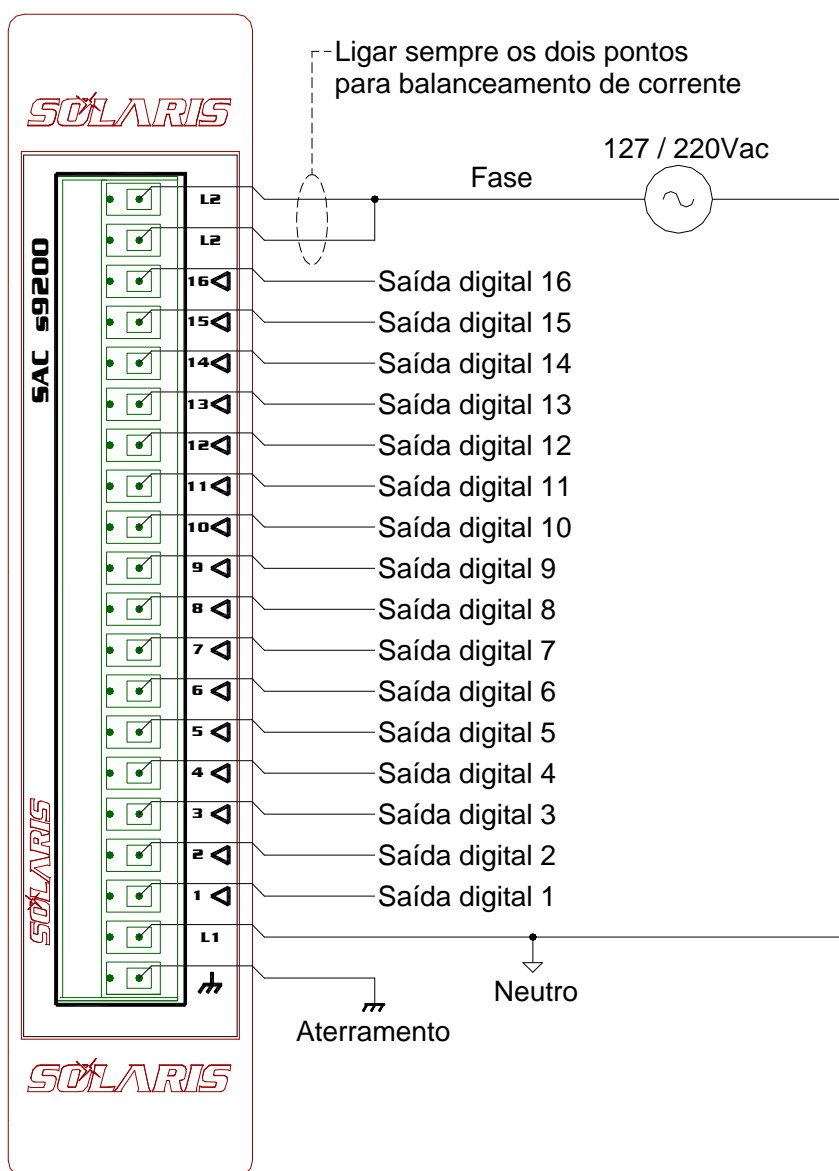 Ligar sempre os dois pontos
para balanceamento de corrente
SOLARIS
127 / 220Vac
Fase
SAC s9200
L2
L2
16 Saída digital 16
15 Saída digital 15
14 Saída digital 14
13 Saída digital 13
12 Saída digital 12
11 Saída digital 11
10 Saída digital 10
9 Saída digital 9
8 Saída digital 8
7 Saída digital 7
6 Saída digital 6
5 Saída digital 5
4 Saída digital 4
3 Saída digital 3
2 Saída digital 2
1 Saída digital 1
SOLARIS
L1
Neutro
Aterramento
SOLARIS